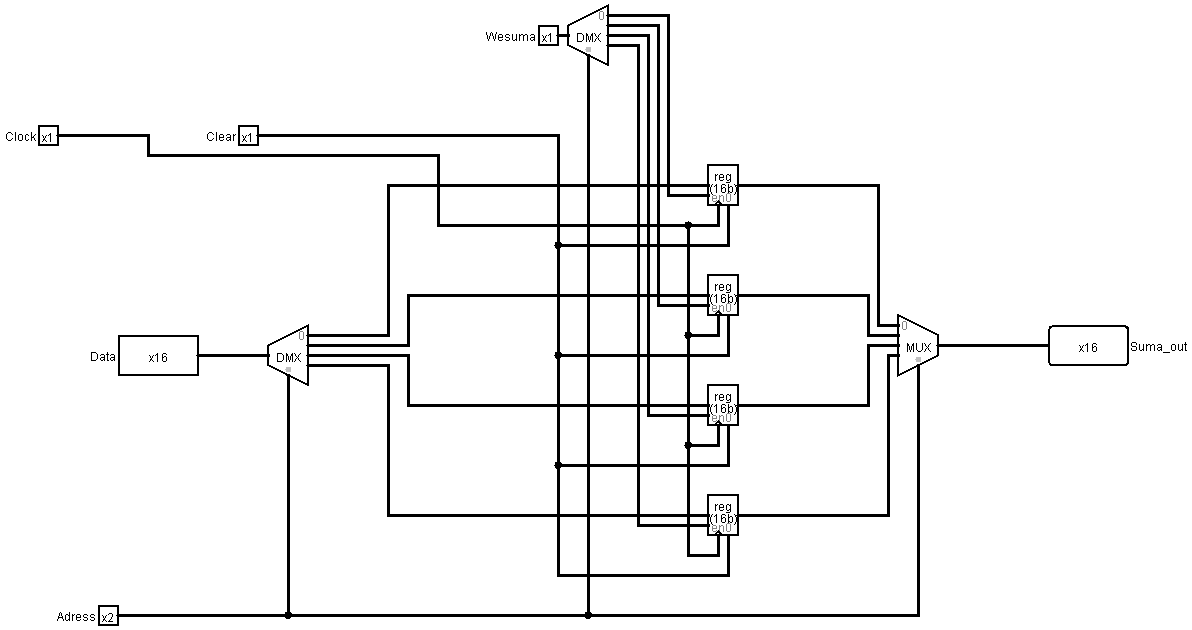 0
Wesuma x1 DMX
Clock x1
Clear x1
reg
(16b)
en0
reg
(16b)
en0
0
0
Data x16 DMX
MUX x16 Suma_out
reg
(16b)
en0
reg
(16b)
en0
Adress x2